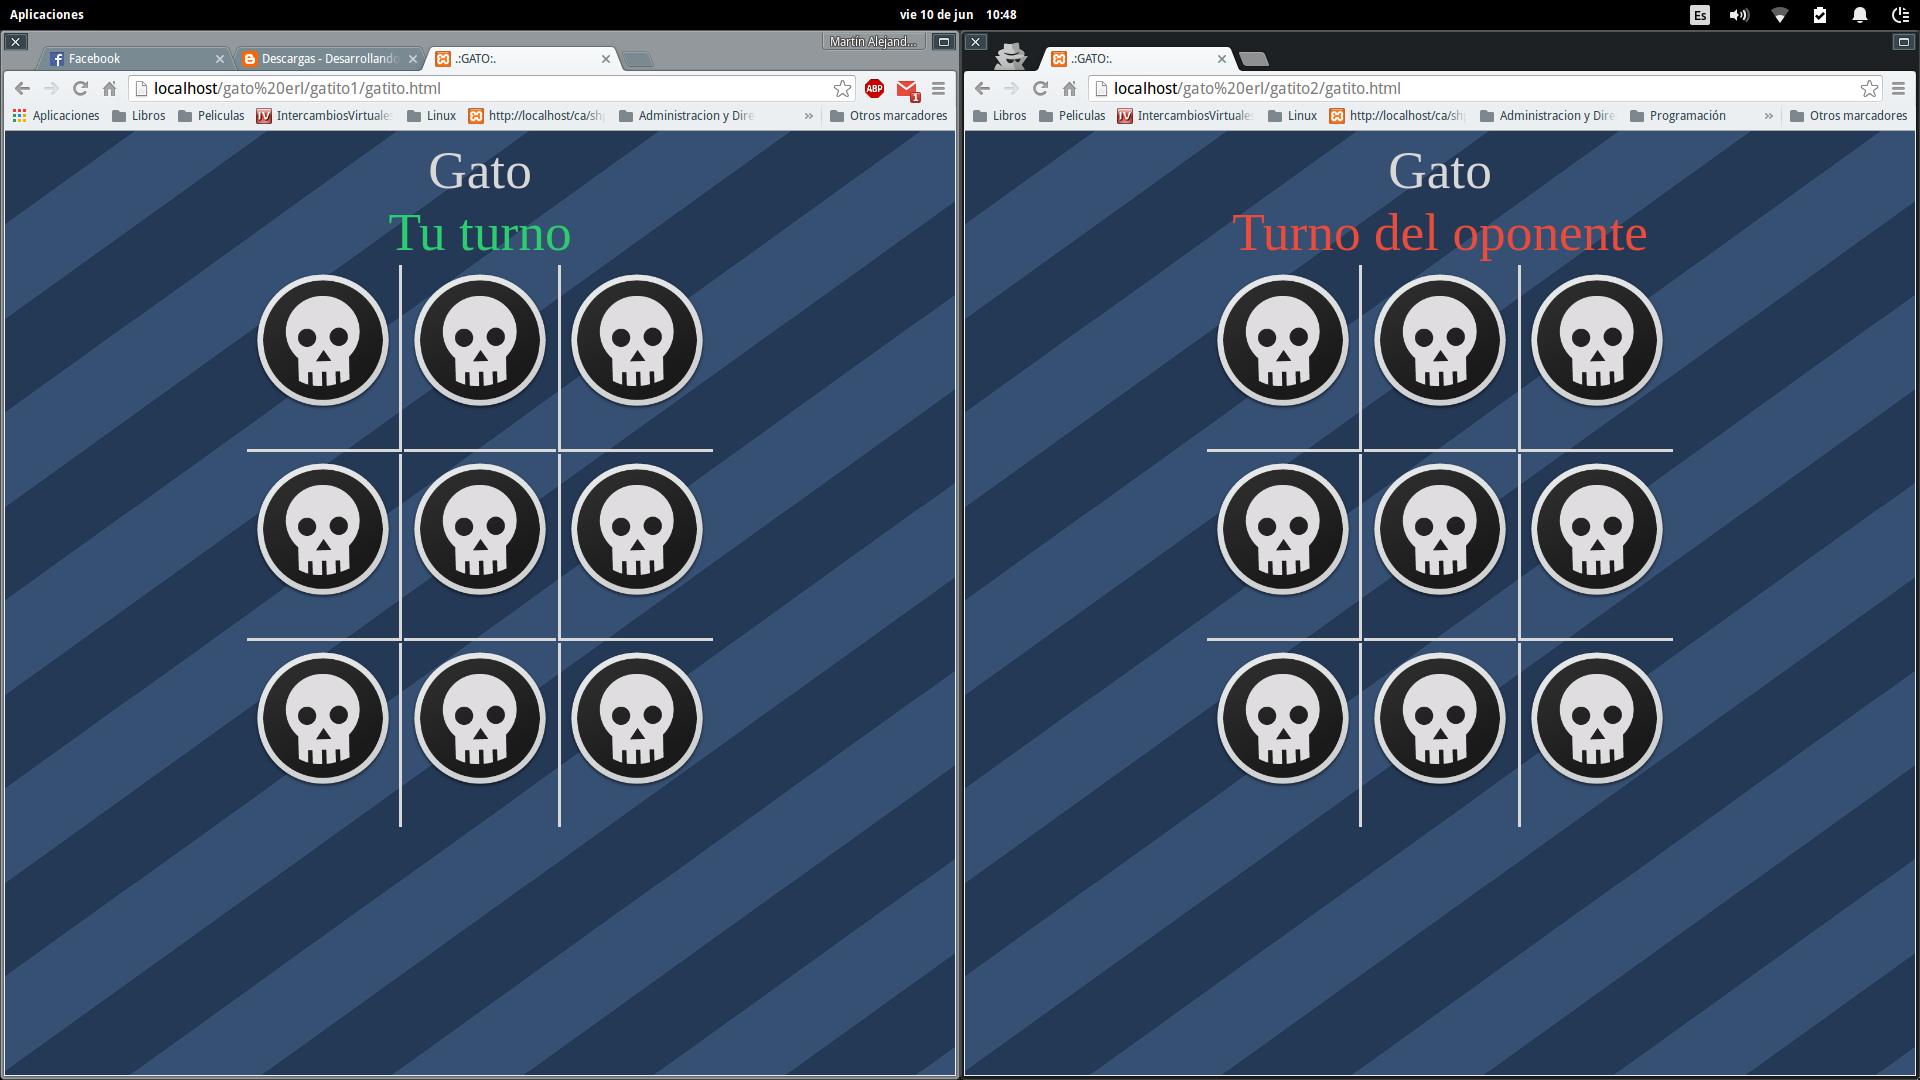 Aplicaciones
vie 10 de jun 10:48
Es
Facebook
Descargas - Desarrollando
.:GATO:.
Martín Alejand...
localhost/gato%20erl/gatito1/gatito.html
ABP
1
Aplicaciones
Libros
Peliculas
IntercambiosVirtuales
Linux
http://localhost/ca/sh
Administracion y Dire
»
Otros marcadores
Gato
Tu turno
.:GATO:.
localhost/gato%20erl/gatito2/gatito.html
Libros
Peliculas
IntercambiosVirtuales
Linux
http://localhost/ca/sh
Administracion y Dire
Programación
»
Otros marcadores
Gato
Turno del oponente